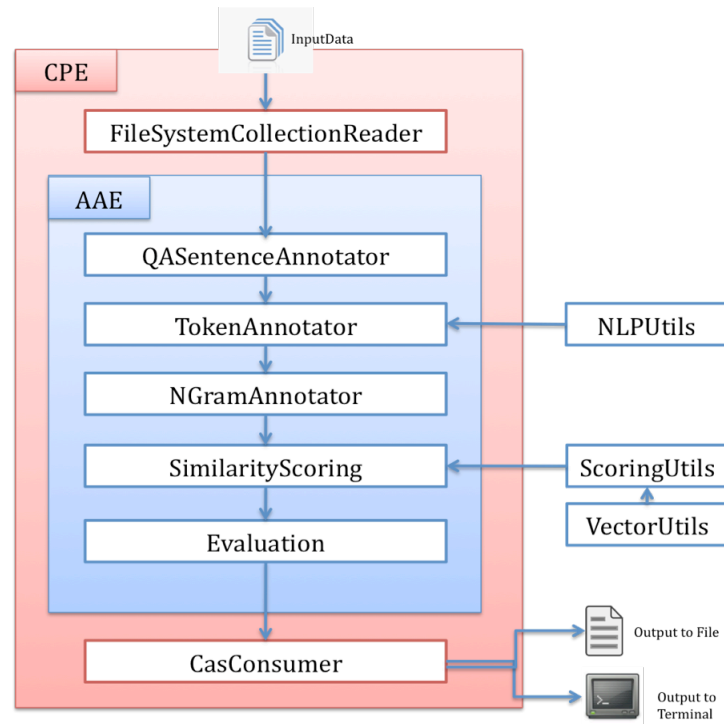 InputData
CPE
FileSystemCollectionReader
AAE
QASentenceAnnotator
TokenAnnotator
NLPUtils
NGramAnnotator
SimilarityScoring
ScoringUtils
VectorUtils
Evaluation
CasConsumer
Output to File
Output to
Terminal